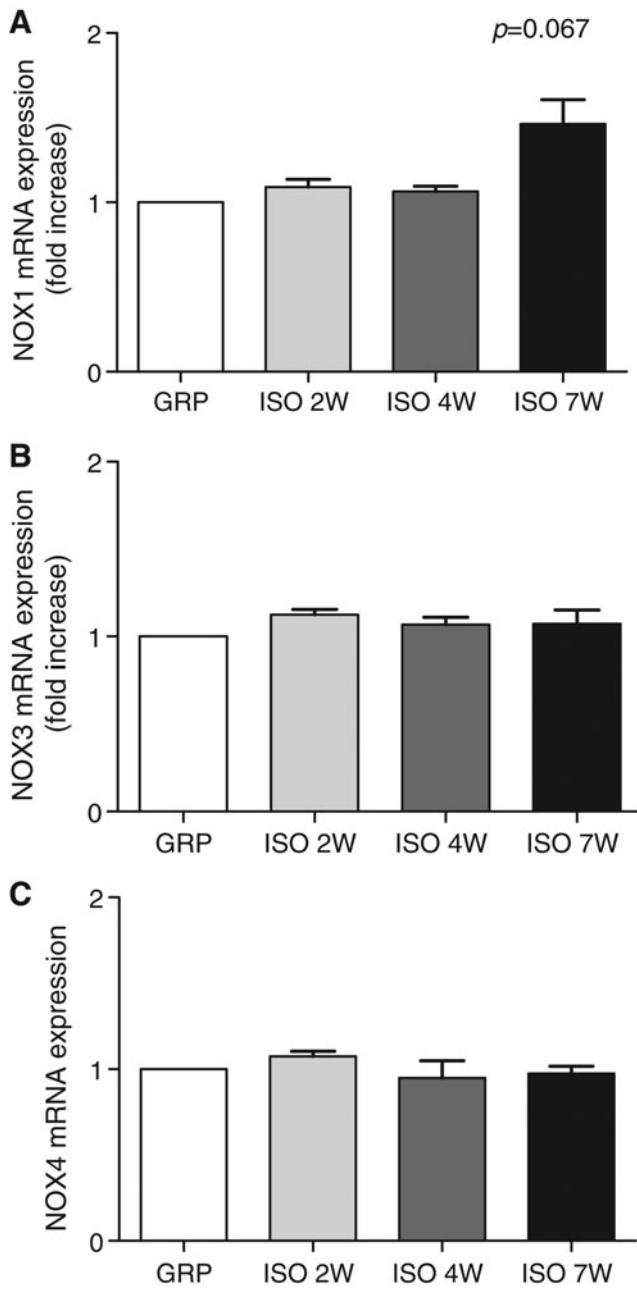 A
p=0.067
NOX1 mRNA expression
(fold increase)
2
1
0
GRP ISO 2W ISO 4W ISO 7W
B
NOX3 mRNA expression
(fold increase)
2
1
0
GRP ISO 2W ISO 4W ISO 7W
C
NOX4 mRNA expression
2
1
0
GRP ISO 2W ISO 4W ISO 7W